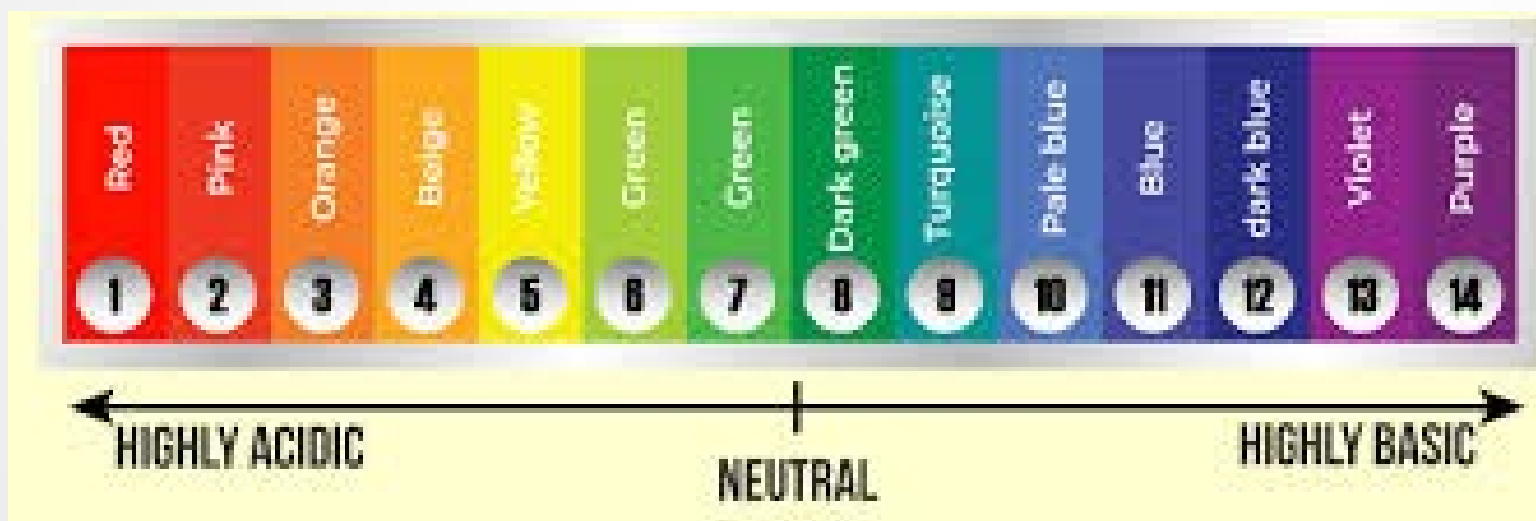 Red Pink Orange Beige Yellow Green Green Dark green Turquoise Pale blue Blue dark blue Violet Purple
1 2 3 4 5 6 7 8 9 10 11 12 13 14
HIGHLY ACIDIC
HIGHLY BASIC
NEUTRAL